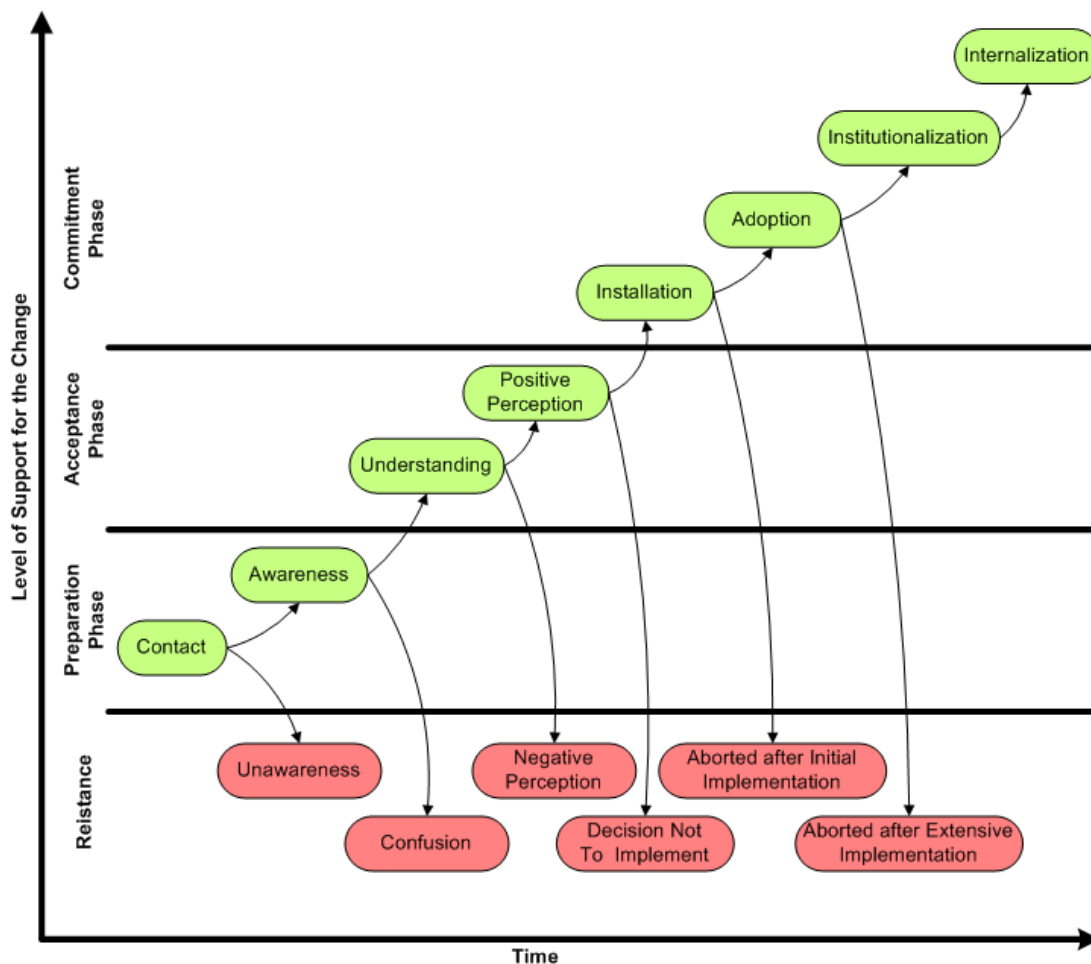 Internalization
Institutionalization
Adoption
Installation
Commitment
Phase
Positive
Perception
Understanding
Acceptance
Phase
Awareness
Contact
Preparation
Phase
Level of Support for the Change
Unawareness
Negative
Perception
Aborted after Initial
Implementation
Confusion
Decision Not
To Implement
Aborted after Extensive
Implementation
Reistance
Time